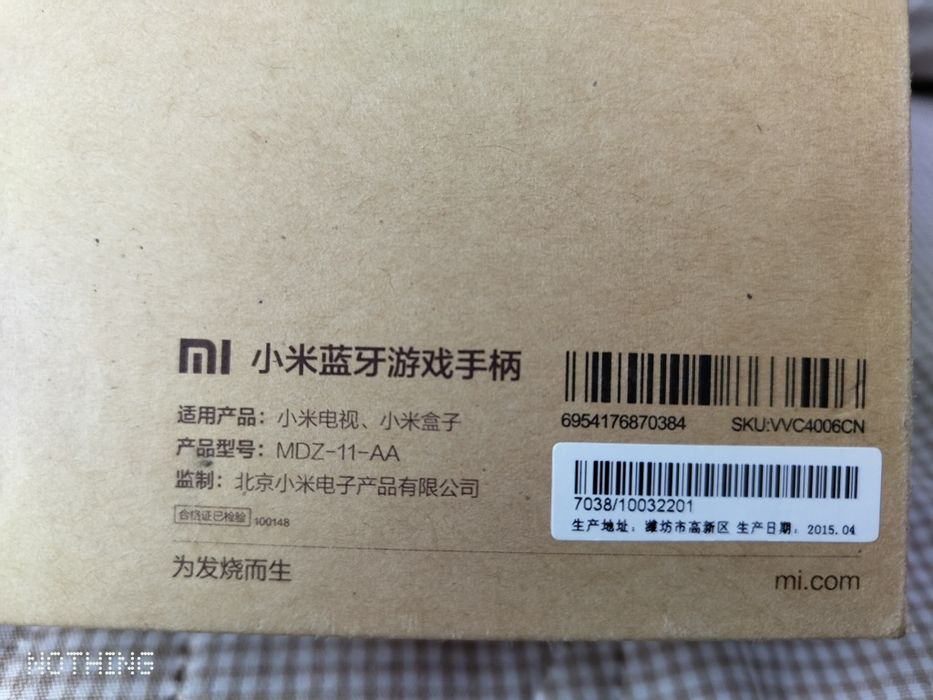 mi 小米蓝牙游戏手柄
适用产品：小米电视、小米盒子
产品型号：MDZ-11-AA
监制：北京小米电子产品有限公司
合格证已检验 100148
6954176870384 SKU:VVC4006CN
7038/10032201
生产地址：潍坊市高新区 生产日期：2015.04
为发烧而生
mi.com
NOTHING